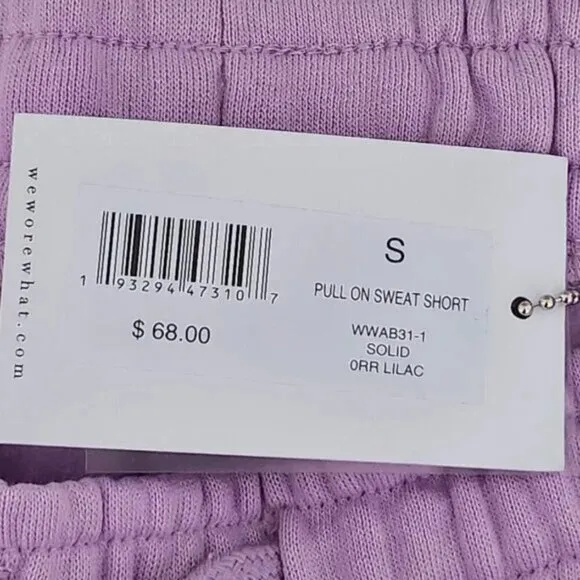 weworewhat.com
1 93294 47310 7
$ 68.00
S
PULL ON SWEAT SHORT
WWAB31-1
SOLID
0RR LILAC